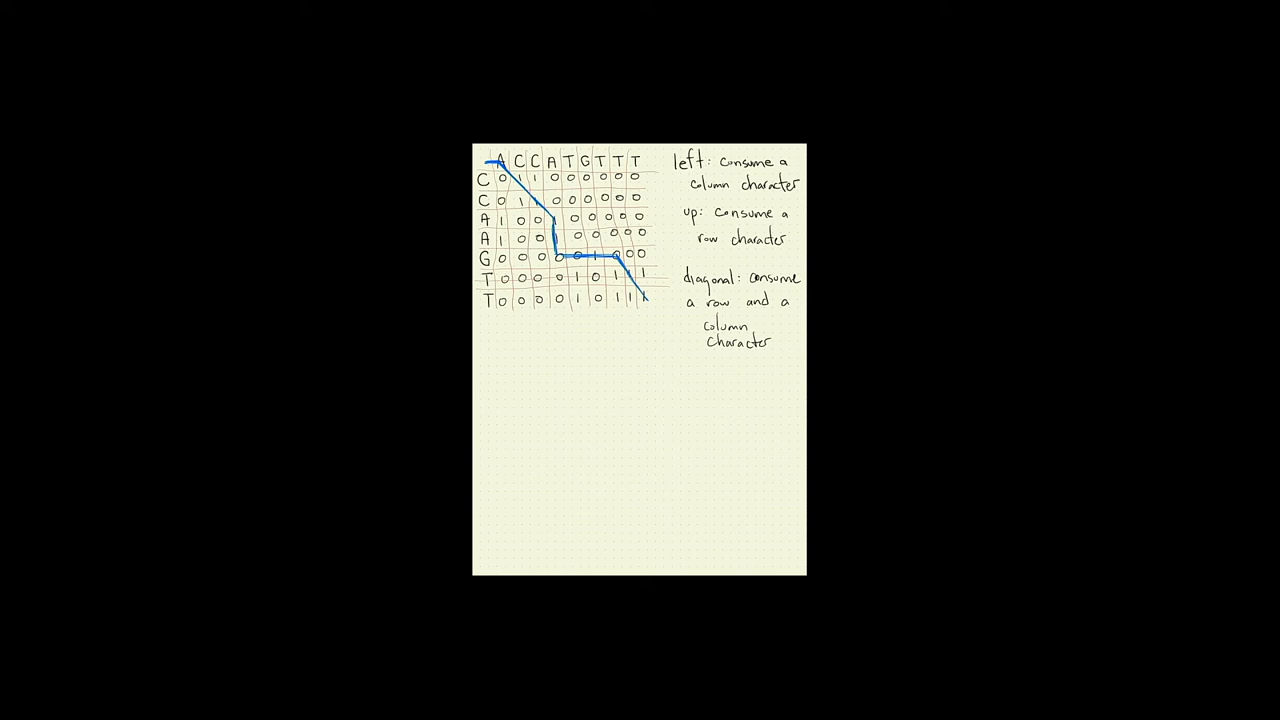 A C C A T G T T T
C 0 1 1 0 0 0 0 0 0
C 0 1 1 0 0 0 0 0 0
A 1 0 0 1 0 0 0 0 0
A 1 0 0 1 0 0 0 0 0
G 0 0 0 0 0 1 0 0 0
T 0 0 0 0 1 0 1 1 1
T 0 0 0 0 1 0 1 1 1
left: consume a
column character
up: consume a
row character
diagonal: consume
a row and a
column
character